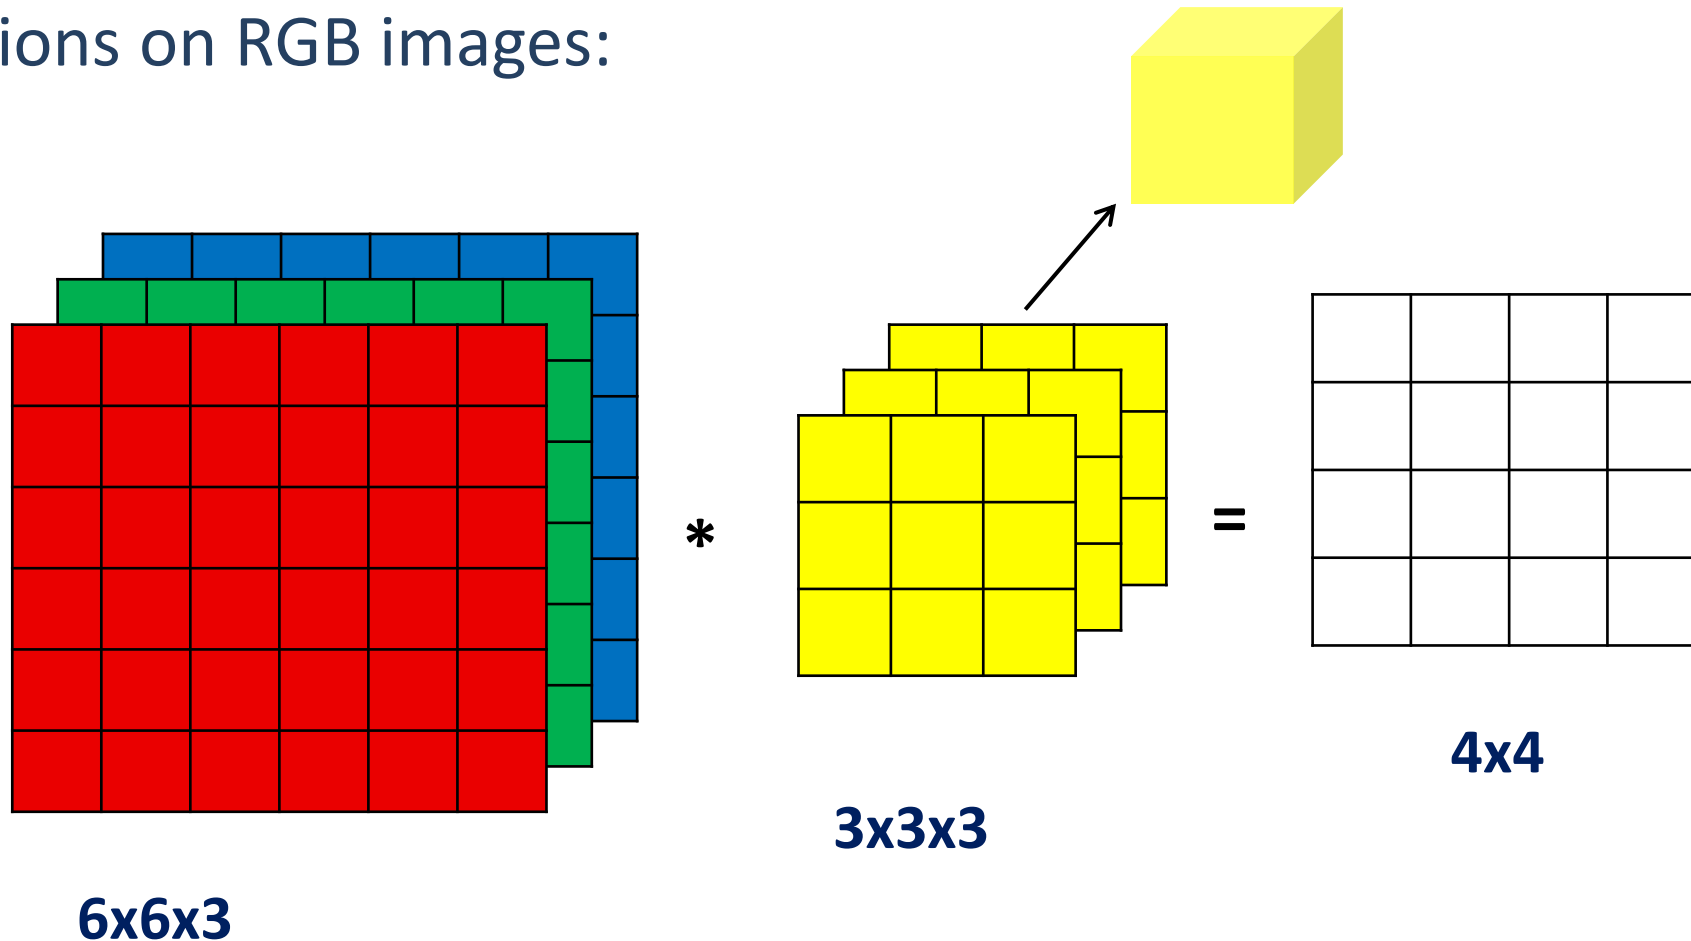 ions on RGB images:
*
=
4x4
3x3x3
6x6x3